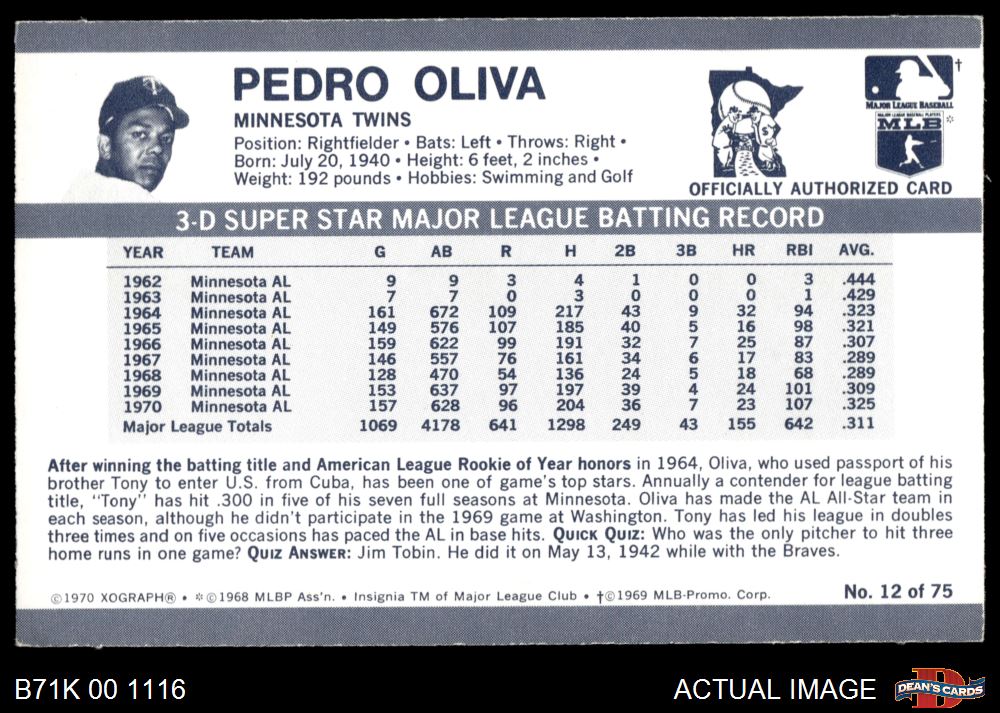 PEDRO OLIVA
MINNESOTA TWINS
Position: Rightfielder • Bats: Left • Throws: Right •
Born: July 20, 1940 • Height: 6 feet, 2 inches •
Weight: 192 pounds • Hobbies: Swimming and Golf
†
MAJOR LEAGUE BASEBALL
MAJOR LEAGUE BASEBALL PLAYERS
MLB *
OFFICIALLY AUTHORIZED CARD
3-D SUPER STAR MAJOR LEAGUE BATTING RECORD
YEAR TEAM G AB R H 2B 3B HR RBI AVG.
1962 Minnesota AL 9 9 3 4 1 0 0 3 .444
1963 Minnesota AL 7 7 0 3 0 0 0 1 .429
1964 Minnesota AL 161 672 109 217 43 9 32 94 .323
1965 Minnesota AL 149 576 107 185 40 5 16 98 .321
1966 Minnesota AL 159 622 99 191 32 7 25 87 .307
1967 Minnesota AL 146 557 76 161 34 6 17 83 .289
1968 Minnesota AL 128 470 54 136 24 5 18 68 .289
1969 Minnesota AL 153 637 97 197 39 4 24 101 .309
1970 Minnesota AL 157 628 96 204 36 7 23 107 .325
Major League Totals 1069 4178 641 1298 249 43 155 642 .311
After winning the batting title and American League Rookie of Year honors in 1964, Oliva, who used passport of his
brother Tony to enter U.S. from Cuba, has been one of game's top stars. Annually a contender for league batting
title, "Tony" has hit .300 in five of his seven full seasons at Minnesota. Oliva has made the AL All-Star team in
each season, although he didn't participate in the 1969 game at Washington. Tony has led his league in doubles
three times and on five occasions has paced the AL in base hits. QUICK QUIZ: Who was the only pitcher to hit three
home runs in one game? QUIZ ANSWER: Jim Tobin. He did it on May 13, 1942 while with the Braves.
©1970 XOGRAPH® • *©1968 MLBP Ass'n. • Insignia TM of Major League Club • †©1969 MLB-Promo. Corp.
No. 12 of 75
B71K 00 1116
ACTUAL IMAGE
D
DEAN'S CARDS